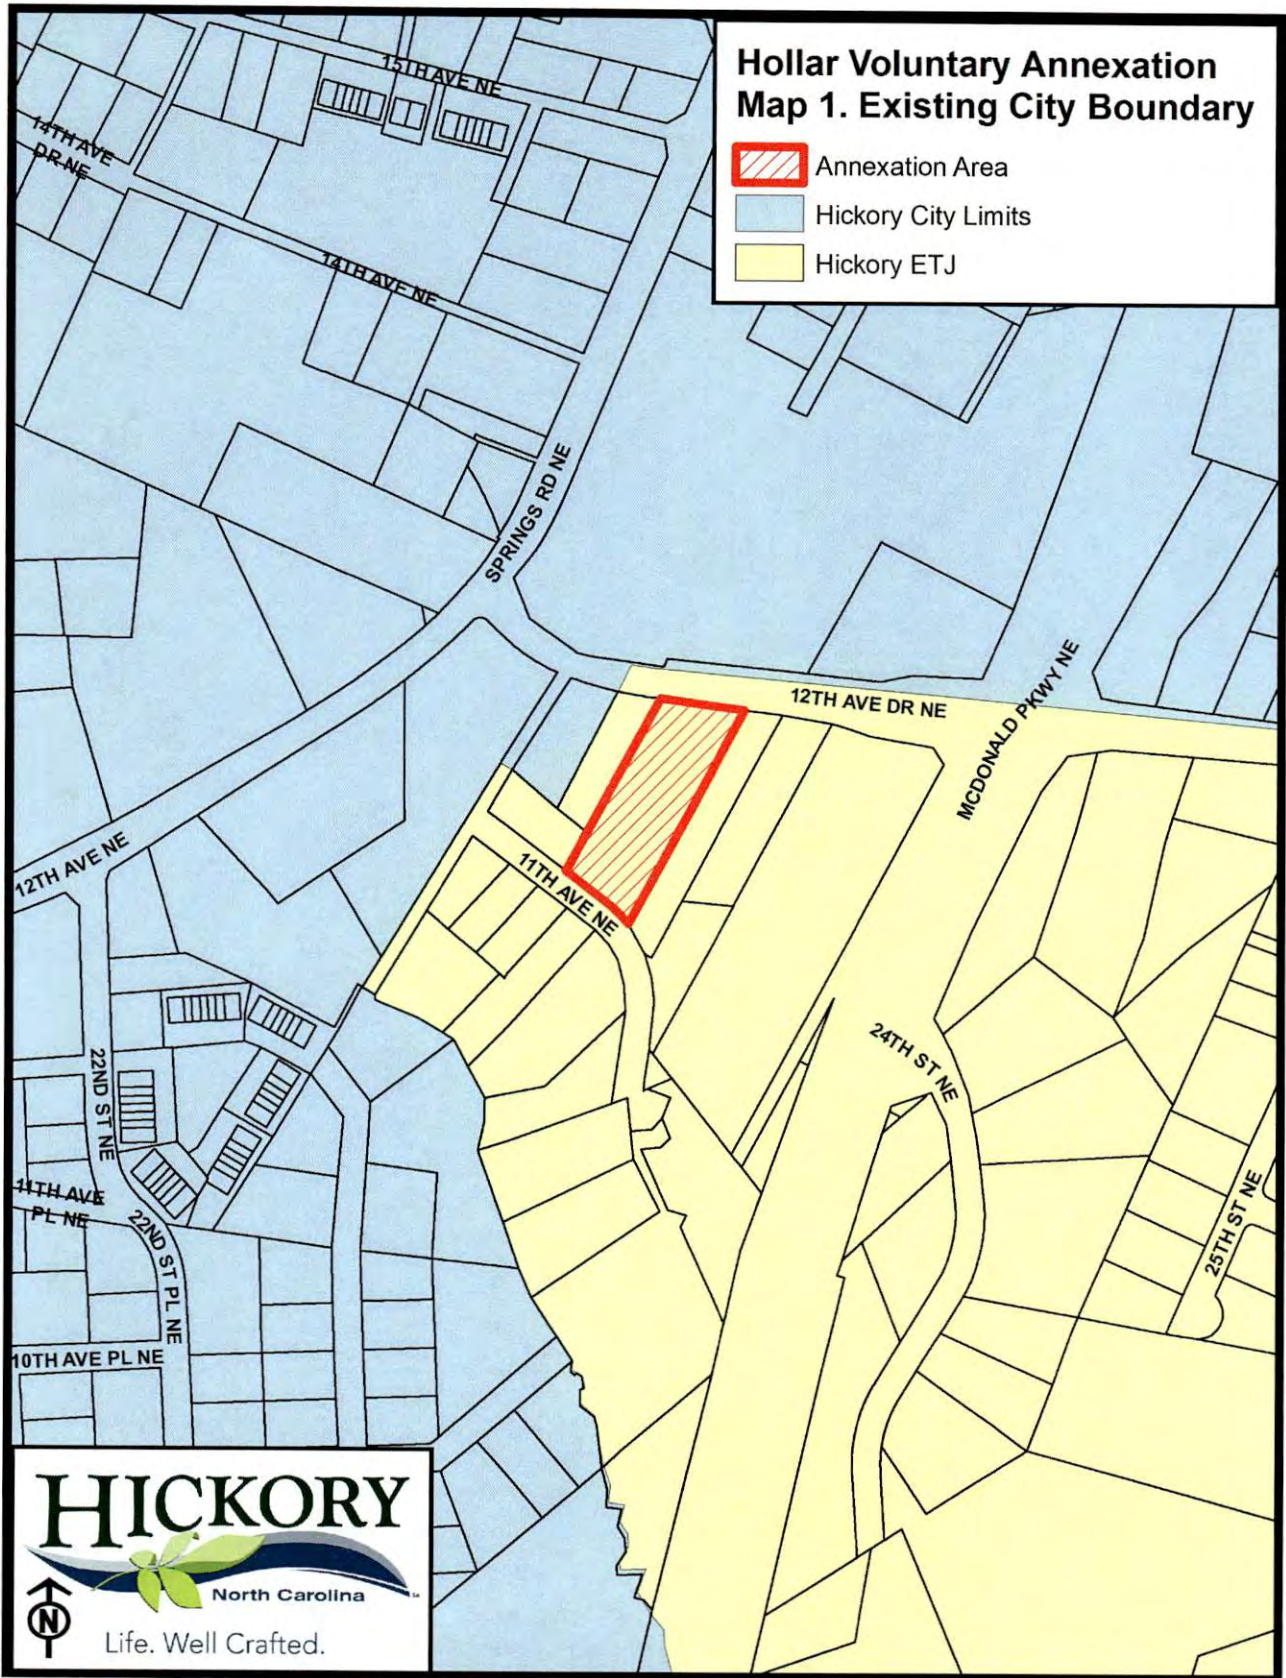 Hollar Voluntary Annexation
Map 1. Existing City Boundary
Annexation Area
Hickory City Limits
Hickory ETJ
15TH AVE NE
14TH AVE
DR NE
14TH AVE NE
SPRINGS RD NE
12TH AVE DR NE
MCDONALD PKWY NE
12TH AVE NE
11TH AVE NE
24TH ST NE
22ND ST NE
11TH AVE
PL NE
22ND ST PL NE
25TH ST NE
10TH AVE PL NE
HICKORY
North Carolina
N
Life. Well Crafted.